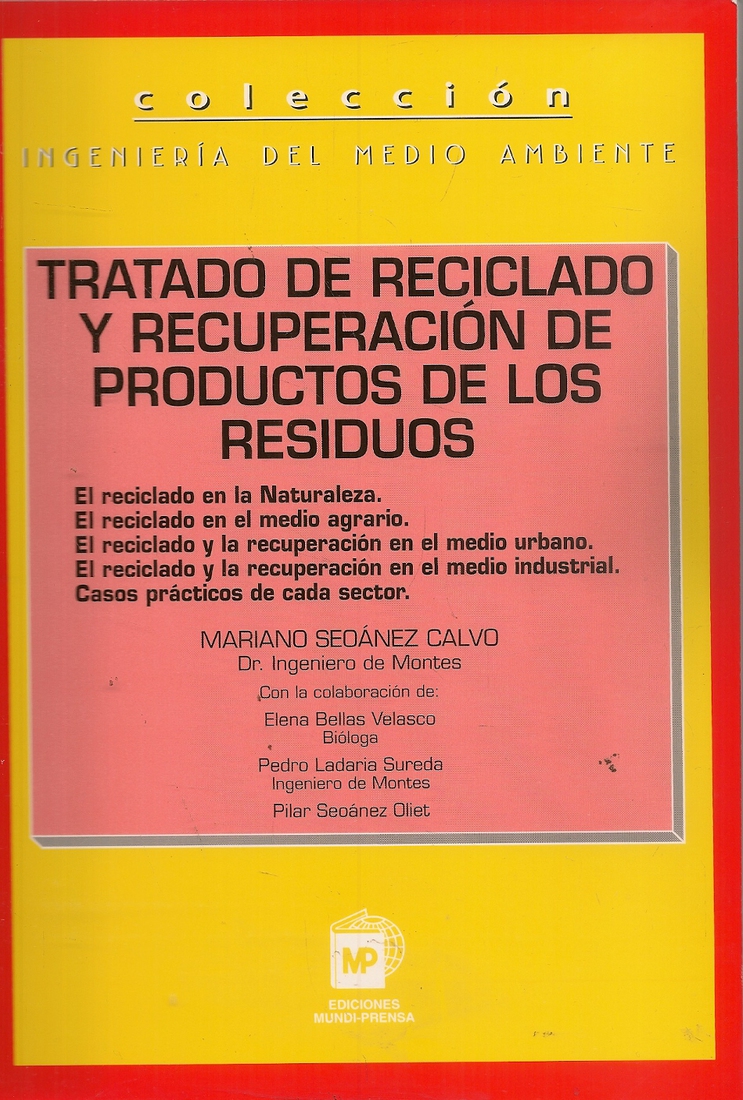 colección
INGENIERÍA DEL MEDIO AMBIENTE
TRATADO DE RECICLADO
Y RECUPERACIÓN DE
PRODUCTOS DE LOS
RESIDUOS
El reciclado en la Naturaleza.
El reciclado en el medio agrario.
El reciclado y la recuperación en el medio urbano.
El reciclado y la recuperación en el medio industrial.
Casos prácticos de cada sector.
MARIANO SEOÁNEZ CALVO
Dr. Ingeniero de Montes
Con la colaboración de:
Elena Bellas Velasco
Bióloga
Pedro Ladaria Sureda
Ingeniero de Montes
Pilar Seoánez Oliet
MP
EDICIONES
MUNDI-PRENSA